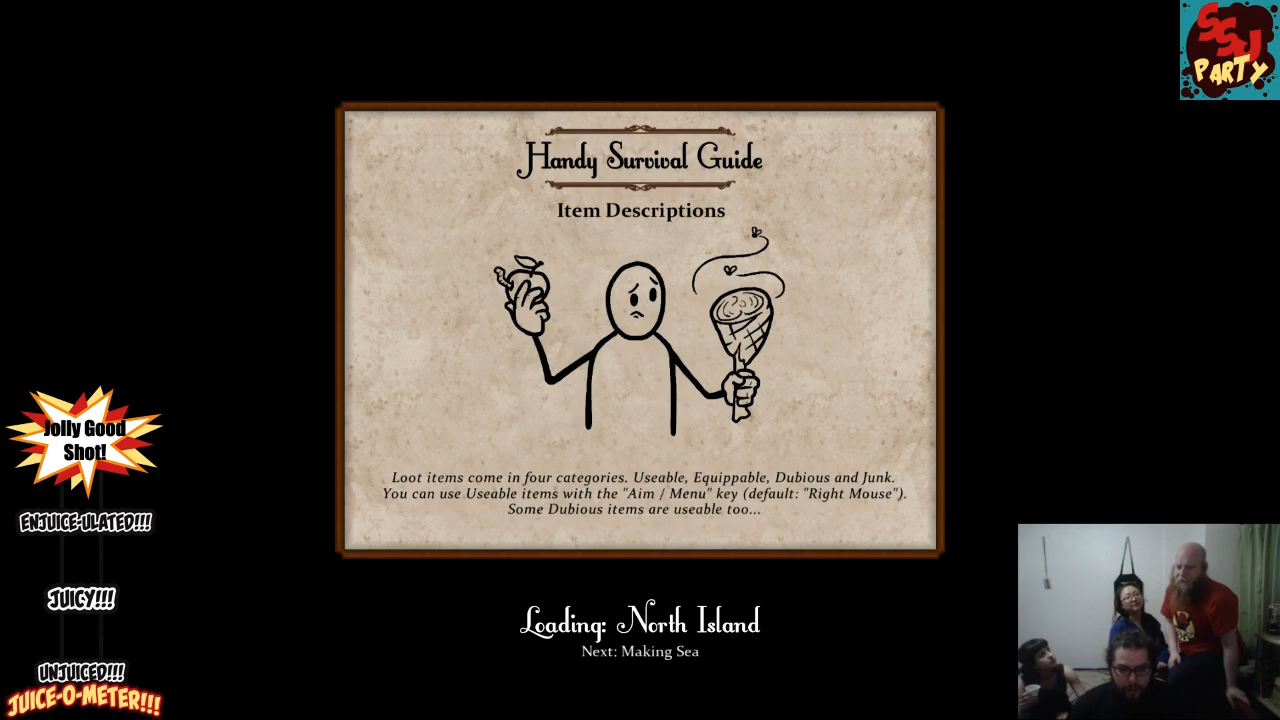 SSJ
PARTY
Handy Survival Guide
Item Descriptions
Jolly Good
Shot!
Loot items come in four categories. Useable, Equippable, Dubious and Junk.
You can use Useable items with the "Aim / Menu" key (default: "Right Mouse").
Some Dubious items are useable too...
ENJUICE-ULATED!!!
JUICY!!!
Loading: North Island
Next: Making Sea
UNJUICED!!!
JUICE-O-METER!!!